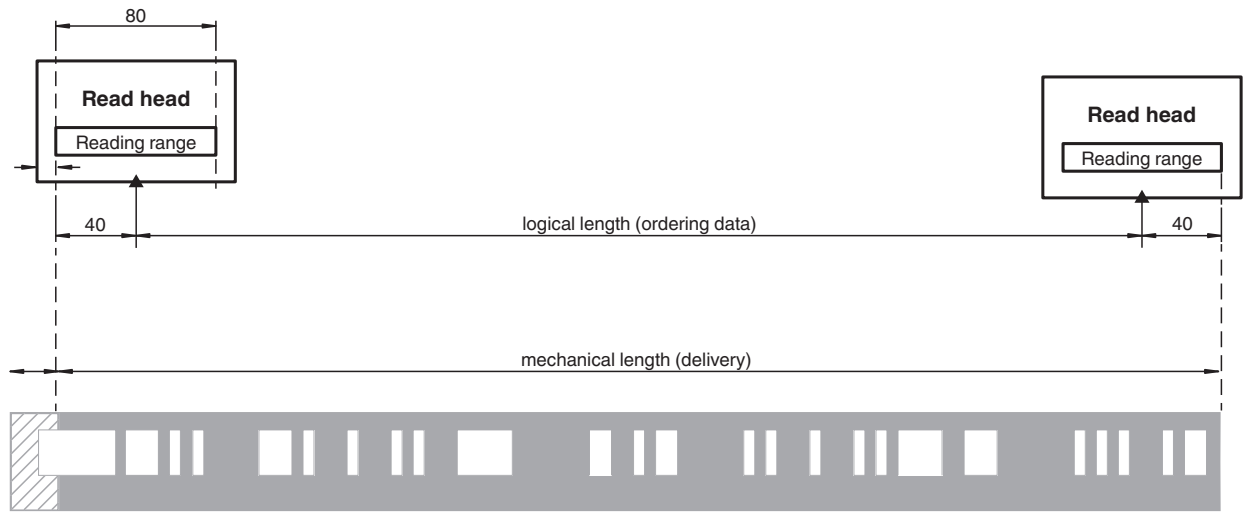 80
Read head
Reading range
Read head
Reading range
40
logical length (ordering data)
40
mechanical length (delivery)